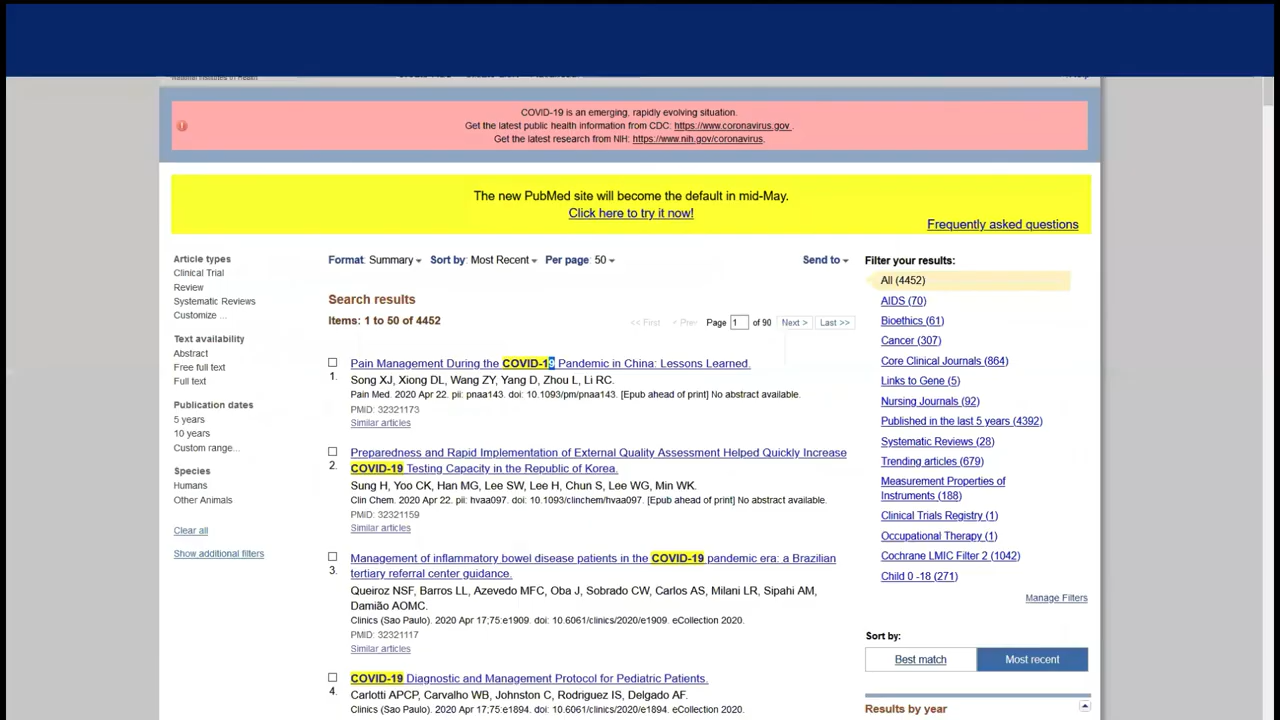 COVID-19 is an emerging, rapidly evolving situation.
Get the latest public health information from CDC: https://www.coronavirus.gov .
Get the latest research from NIH: https://www.nih.gov/coronavirus.
The new PubMed site will become the default in mid-May.
Click here to try it now!
Frequently asked questions
Article types
Clinical Trial
Review
Systematic Reviews
Customize ...
Text availability
Abstract
Free full text
Full text
Publication dates
5 years
10 years
Custom range...
Species
Humans
Other Animals
Clear all
Show additional filters
Format: Summary Sort by: Most Recent Per page: 50
Send to
Search results
Items: 1 to 50 of 4452
<< First < Prev Page 1 of 90 Next > Last >>
Pain Management During the COVID-19 Pandemic in China: Lessons Learned.
1. Song XJ, Xiong DL, Wang ZY, Yang D, Zhou L, Li RC.
Pain Med. 2020 Apr 22. pii: pnaa143. doi: 10.1093/pm/pnaa143. [Epub ahead of print] No abstract available.
PMID: 32321173
Similar articles
Preparedness and Rapid Implementation of External Quality Assessment Helped Quickly Increase
2. COVID-19 Testing Capacity in the Republic of Korea.
Sung H, Yoo CK, Han MG, Lee SW, Lee H, Chun S, Lee WG, Min WK.
Clin Chem. 2020 Apr 22. pii: hvaa097. doi: 10.1093/clinchem/hvaa097. [Epub ahead of print] No abstract available.
PMID: 32321159
Similar articles
Management of inflammatory bowel disease patients in the COVID-19 pandemic era: a Brazilian
3. tertiary referral center guidance.
Queiroz NSF, Barros LL, Azevedo MFC, Oba J, Sobrado CW, Carlos AS, Milani LR, Sipahi AM,
Damião AOMC.
Clinics (Sao Paulo). 2020 Apr 17;75:e1909. doi: 10.6061/clinics/2020/e1909. eCollection 2020.
PMID: 32321117
Similar articles
COVID-19 Diagnostic and Management Protocol for Pediatric Patients.
4. Carlotti APCP, Carvalho WB, Johnston C, Rodriguez IS, Delgado AF.
Clinics (Sao Paulo). 2020 Apr 17;75:e1894. doi: 10.6061/clinics/2020/e1894. eCollection 2020.
Filter your results:
All (4452)
AIDS (70)
Bioethics (61)
Cancer (307)
Core Clinical Journals (864)
Links to Gene (5)
Nursing Journals (92)
Published in the last 5 years (4392)
Systematic Reviews (28)
Trending articles (679)
Measurement Properties of
Instruments (188)
Clinical Trials Registry (1)
Occupational Therapy (1)
Cochrane LMIC Filter 2 (1042)
Child 0 -18 (271)
Manage Filters
Sort by:
Best match
Most recent
Results by year